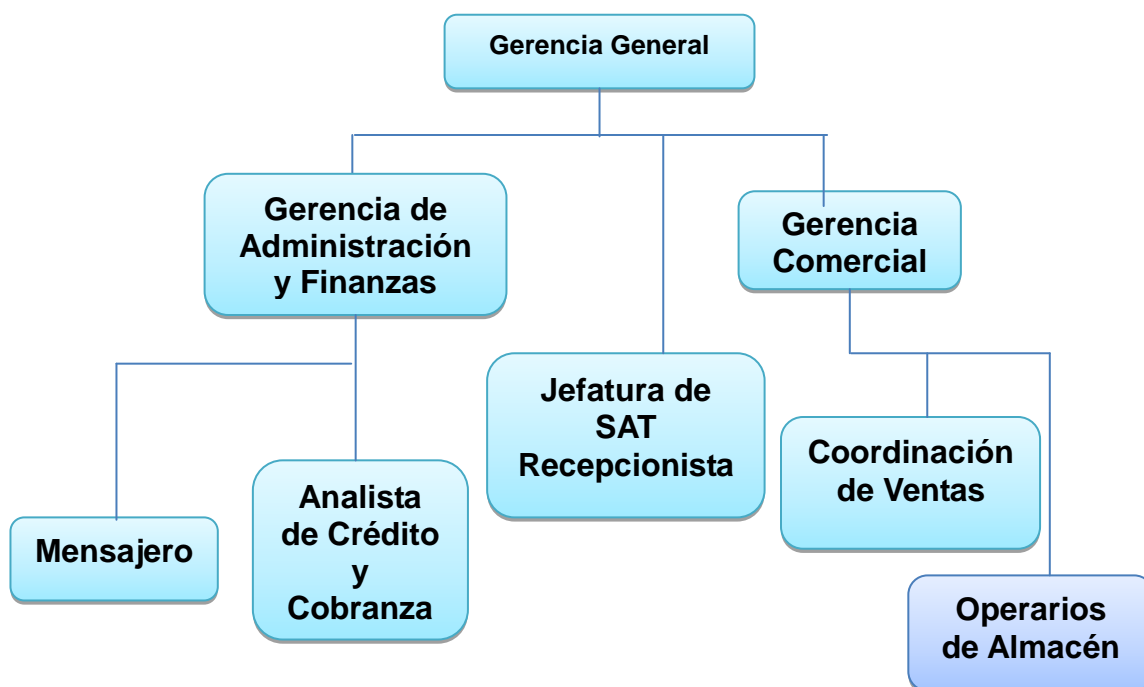 Gerencia General
Gerencia de
Administración
y Finanzas
Gerencia
Comercial
Jefatura de
SAT
Recepcionista
Coordinación
de Ventas
Mensajero
Analista
de Crédito
y
Cobranza
Operarios
de Almacén